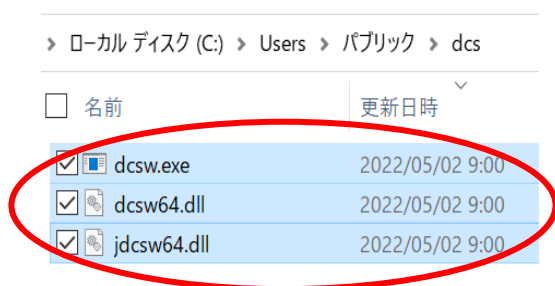 › ローカル ディスク (C:) › Users › パブリック › dcs
名前 更新日時
dcsw.exe 2022/05/02 9:00
dcsw64.dll 2022/05/02 9:00
jdcsw64.dll 2022/05/02 9:00